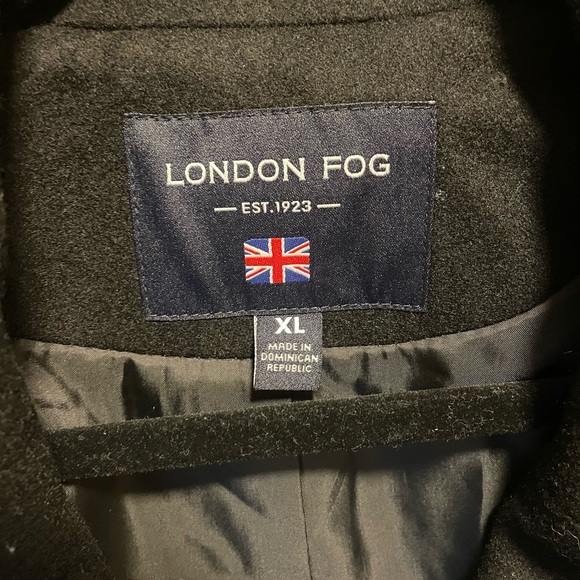 LONDON FOG
— EST.1923 —
XL
MADE IN
DOMINICAN
REPUBLIC